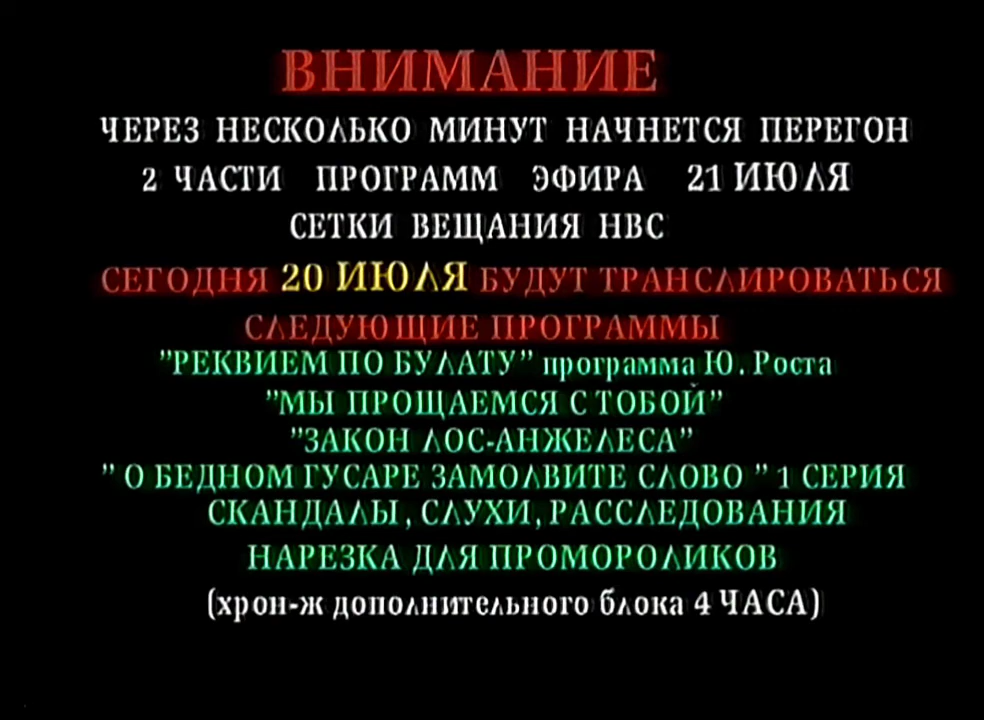 ВНИМАНИЕ
ЧЕРЕЗ НЕСКОЛЬКО МИНУТ НАЧНЕТСЯ ПЕРЕГОН
2 ЧАСТИ ПРОГРАММ ЭФИРА 21 ИЮЛЯ
СЕТКИ ВЕЩАНИЯ НВС
СЕГОДНЯ 20 ИЮЛЯ БУДУТ ТРАНСЛИРОВАТЬСЯ
СЛЕДУЮЩИЕ ПРОГРАММЫ
"РЕКВИЕМ ПО БУЛАТУ" программа Ю. Роста
"МЫ ПРОЩАЕМСЯ С ТОБОЙ"
"ЗАКОН ЛОС-АНЖЕЛЕСА"
" О БЕДНОМ ГУСАРЕ ЗАМОЛВИТЕ СЛОВО " 1 СЕРИЯ
СКАНДАЛЫ, СЛУХИ, РАССЛЕДОВАНИЯ
НАРЕЗКА ДЛЯ ПРОМОРОЛИКОВ
(хрон-ж дополнительного блока 4 ЧАСА)